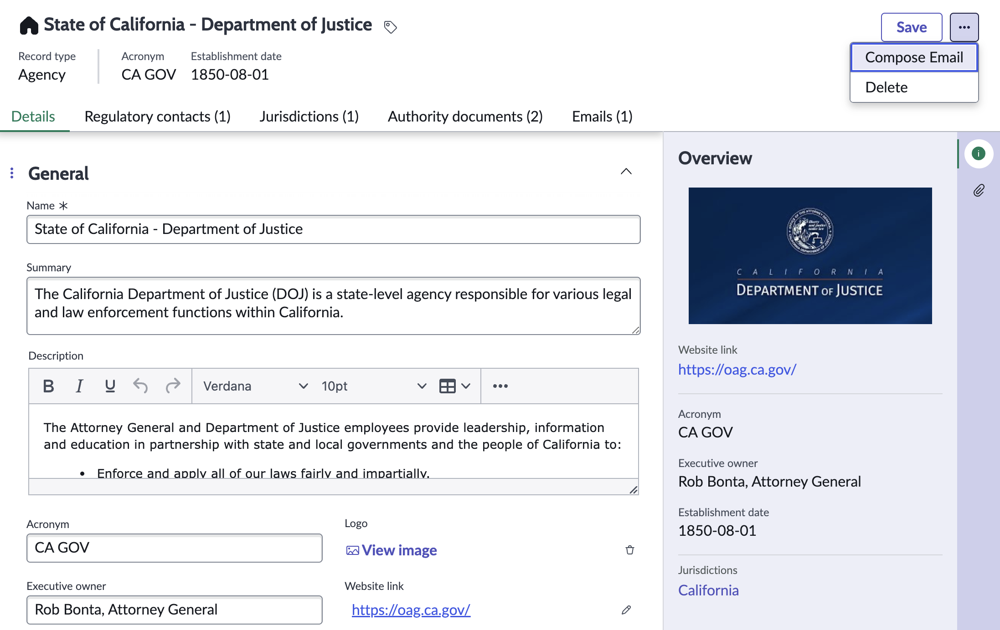 State of California - Department of Justice
Save
Compose Email
Delete
Record type
Agency
Acronym
CA GOV
Establishment date
1850-08-01
Details
Regulatory contacts (1)
Jurisdictions (1)
Authority documents (2)
Emails (1)
General
Name *
State of California - Department of Justice
Summary
The California Department of Justice (DOJ) is a state-level agency responsible for various legal
and law enforcement functions within California.
Description
B I U
Verdana
10pt
The Attorney General and Department of Justice employees provide leadership, information
and education in partnership with state and local governments and the people of California to:
• Enforce and apply all of our laws fairly and impartially.
Acronym
CA GOV
Logo
View image
Executive owner
Rob Bonta, Attorney General
Website link
https://oag.ca.gov/
Overview
liberty
and justice
under law
CALIFORNIA
DEPARTMENT OF JUSTICE
Website link
https://oag.ca.gov/
Acronym
CA GOV
Executive owner
Rob Bonta, Attorney General
Establishment date
1850-08-01
Jurisdictions
California
i